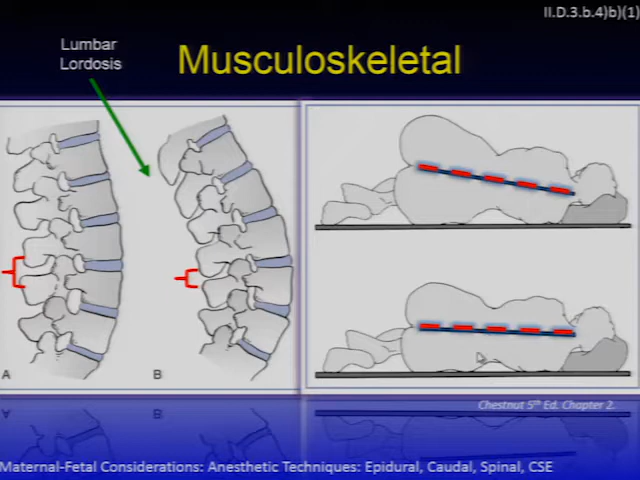 II.D.3.b.4)b)(1)
Lumbar
Lordosis
Musculoskeletal
A
B
Chestnut 5th Ed. Chapter 2.
Maternal-Fetal Considerations: Anesthetic Techniques: Epidural, Caudal, Spinal, CSE